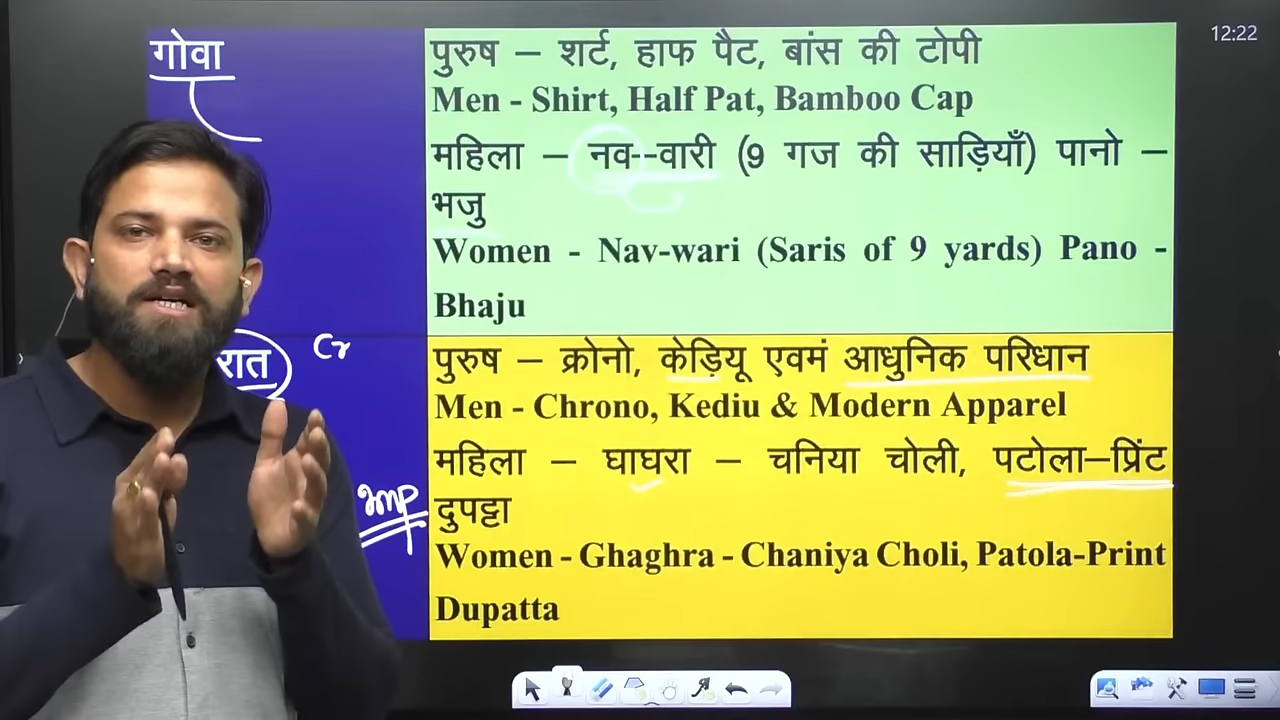 12:22
गोवा
पुरुष – शर्ट, हाफ पैट, बांस की टोपी
Men - Shirt, Half Pat, Bamboo Cap
महिला – नव--वारी (9 गज की साड़ियाँ) पानो –
भजु
Women - Nav-wari (Saris of 9 yards) Pano -
Bhaju
रात
Cr
पुरुष – क्रोनो, केड़ियू एवमं आधुनिक परिधान
Men - Chrono, Kediu & Modern Apparel
महिला – घाघरा – चनिया चोली, पटोला–प्रिंट
Imp
दुपट्टा
Women - Ghaghra - Chaniya Choli, Patola-Print
Dupatta